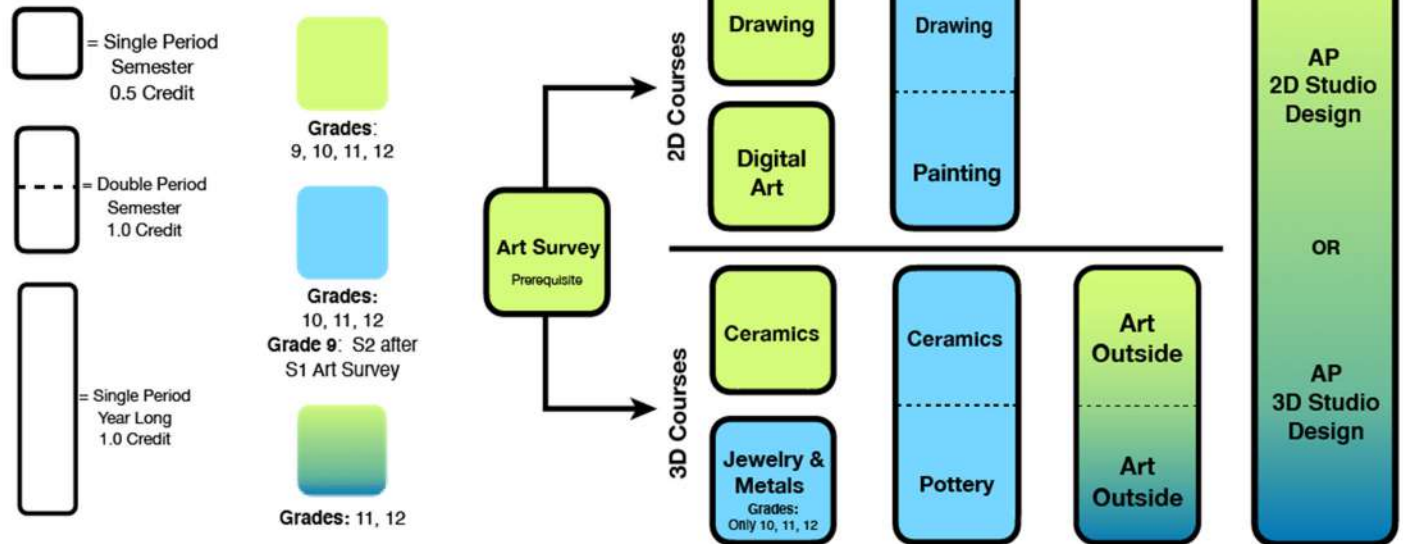 = Single Period
Semester
0.5 Credit
= Double Period
Semester
1.0 Credit
= Single Period
Year Long
1.0 Credit
Grades:
9, 10, 11, 12
Grades:
10, 11, 12
Grade 9: S2 after
S1 Art Survey
Grades: 11, 12
Art Survey
Prerequisite
2D Courses
Drawing
Digital
Art
Drawing
Painting
3D Courses
Ceramics
Jewelry &
Metals
Grades:
Only 10, 11, 12
Ceramics
Pottery
Art
Outside
Art
Outside
AP
2D Studio
Design
OR
AP
3D Studio
Design